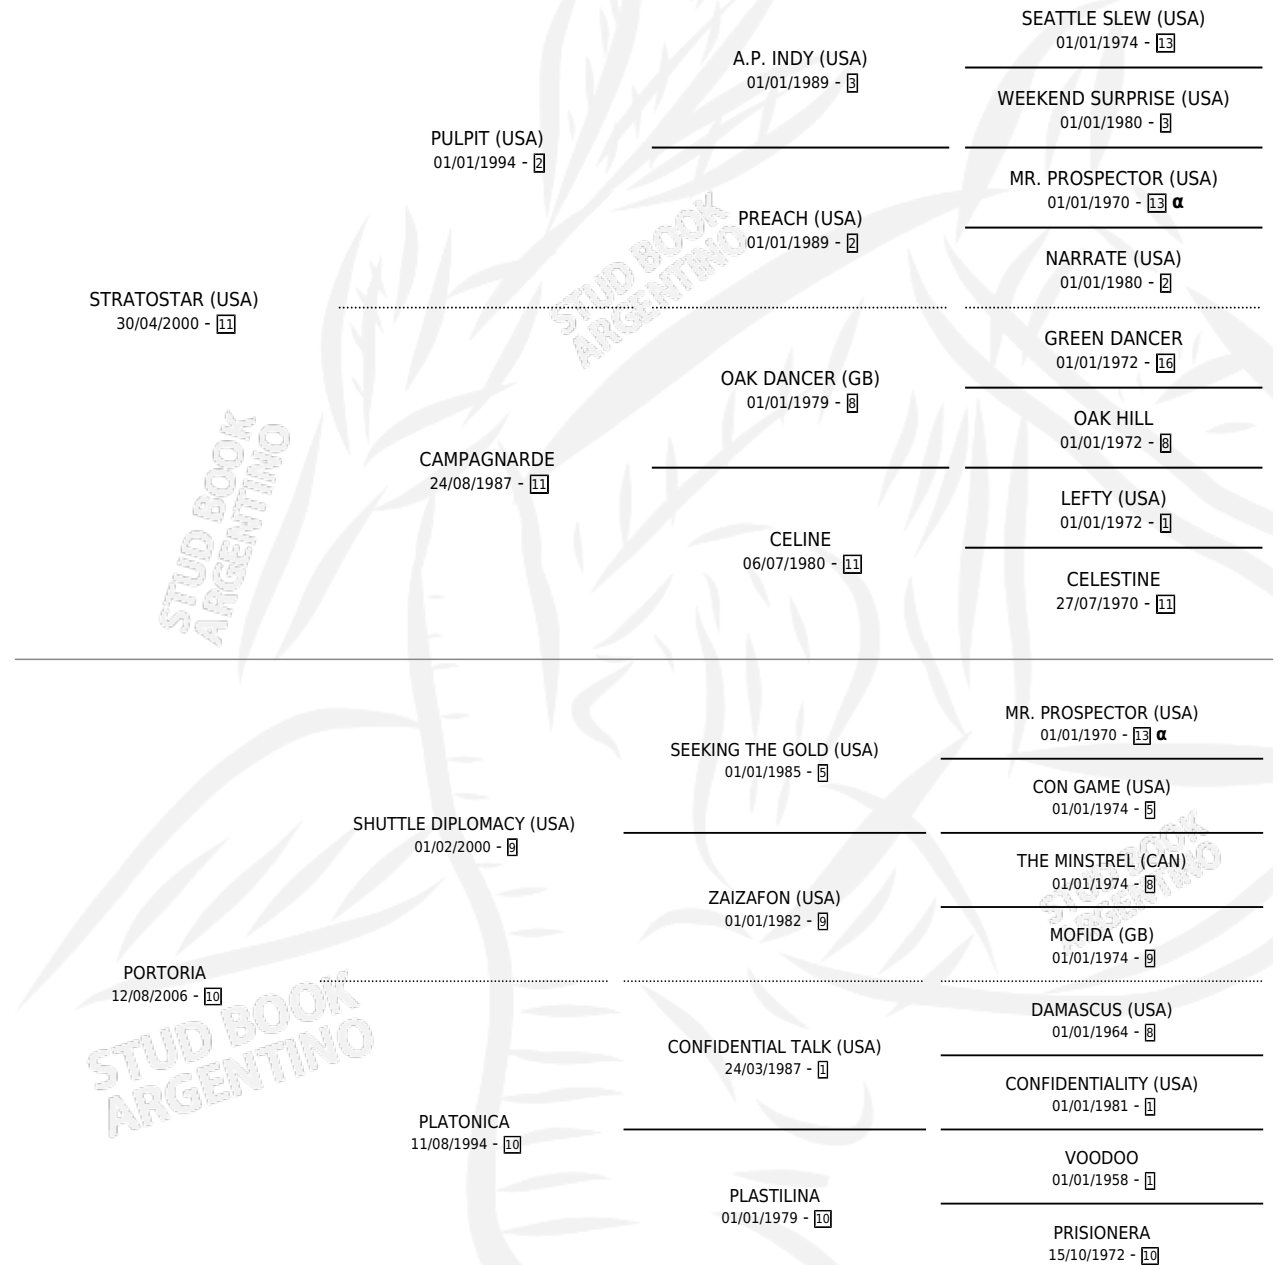 SEATTLE SLEW (USA)
01/01/1974 - 13
A.P. INDY (USA)
01/01/1989 - 3
WEEKEND SURPRISE (USA)
01/01/1980 - 3
PULPIT (USA)
01/01/1994 - 2
MR. PROSPECTOR (USA)
01/01/1970 - 13 α
PREACH (USA)
01/01/1989 - 2
NARRATE (USA)
01/01/1980 - 2
STRATOSTAR (USA)
30/04/2000 - 11
GREEN DANCER
01/01/1972 - 16
OAK DANCER (GB)
01/01/1979 - 8
OAK HILL
01/01/1972 - 8
CAMPAGNARDE
24/08/1987 - 11
LEFTY (USA)
01/01/1972 - 1
CELINE
06/07/1980 - 11
CELESTINE
27/07/1970 - 11
MR. PROSPECTOR (USA)
01/01/1970 - 13 α
SEEKING THE GOLD (USA)
01/01/1985 - 5
CON GAME (USA)
01/01/1974 - 5
SHUTTLE DIPLOMACY (USA)
01/02/2000 - 9
THE MINSTREL (CAN)
01/01/1974 - 8
ZAIZAFON (USA)
01/01/1982 - 9
MOFIDA (GB)
01/01/1974 - 9
PORTORIA
12/08/2006 - 10
DAMASCUS (USA)
01/01/1964 - 8
CONFIDENTIAL TALK (USA)
24/03/1987 - 1
CONFIDENTIALITY (USA)
01/01/1981 - 1
PLATONICA
11/08/1994 - 10
VOODOO
01/01/1958 - 1
PLASTILINA
01/01/1979 - 10
PRISIONERA
15/10/1972 - 10
STUD BOOK
ARGENTINO
STUD BOOK
ARGENTINO
STUD BOOK
ARGENTINO
STUD BOOK
ARGENTINO